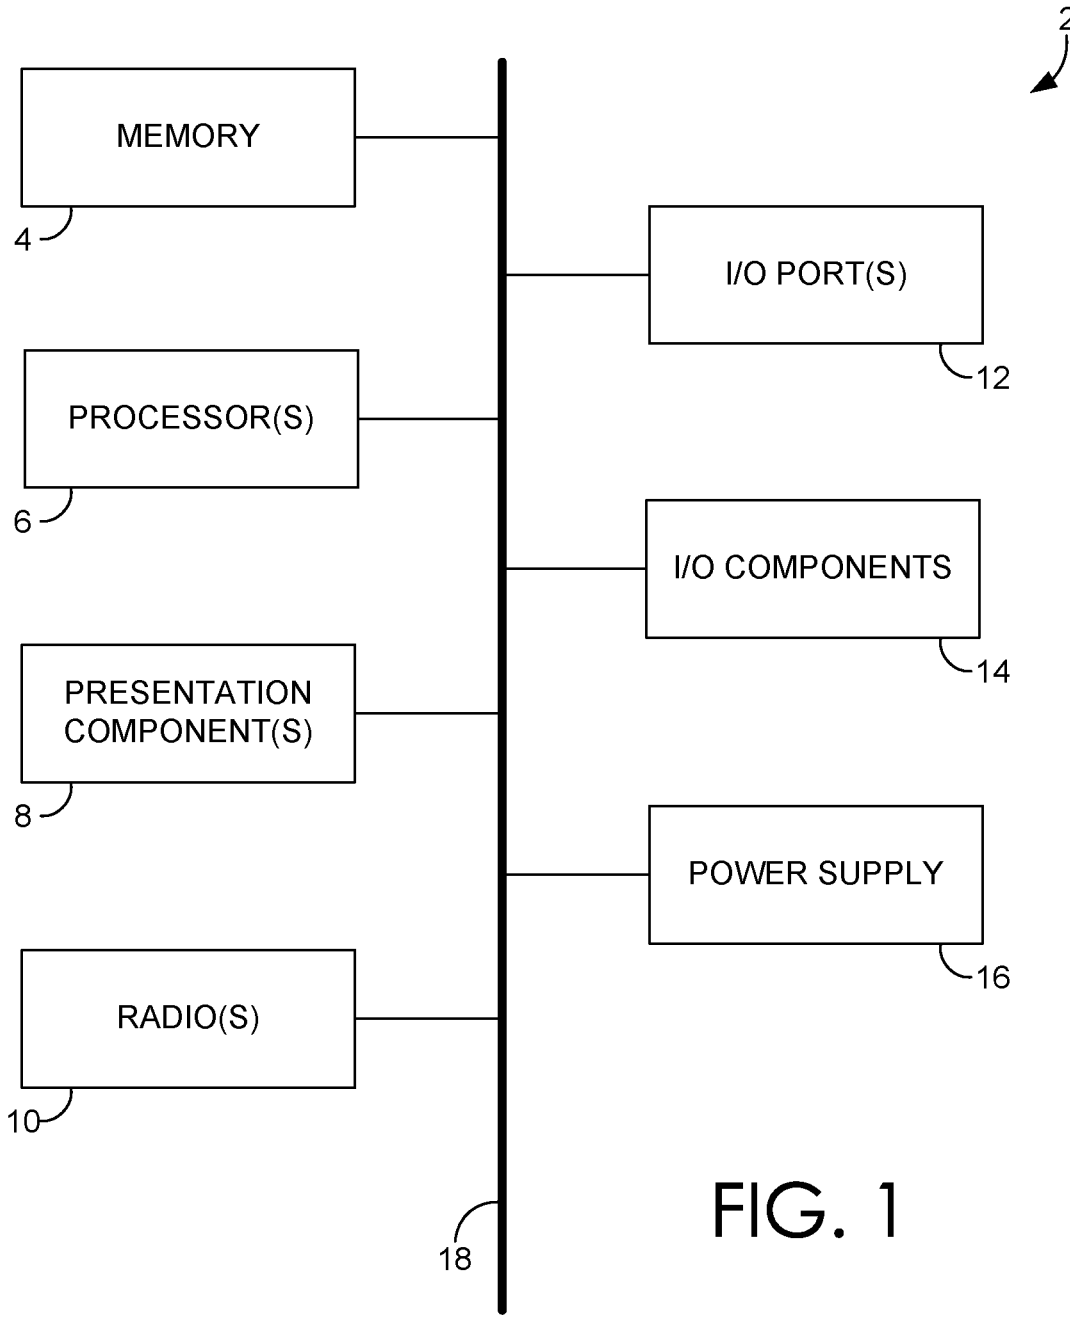 2
MEMORY
4
I/O PORT(S)
12
PROCESSOR(S)
6
I/O COMPONENTS
14
PRESENTATION
COMPONENT(S)
8
POWER SUPPLY
16
RADIO(S)
10
18
FIG. 1